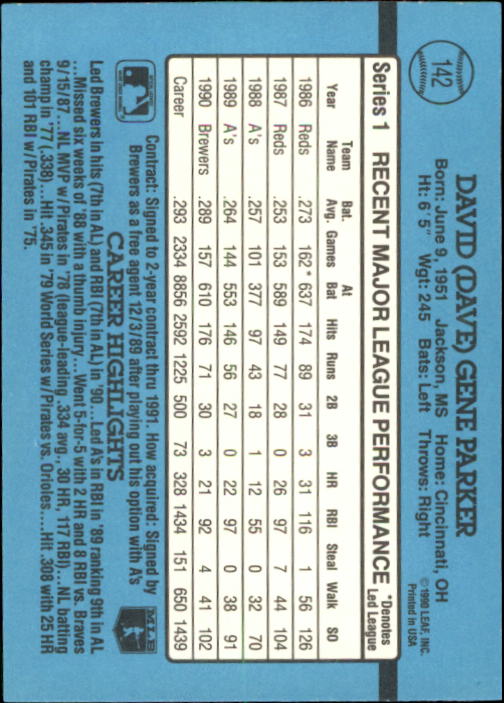 142
DAVID (DAVE) GENE PARKER
Born: June 9, 1951 Jackson, MS Home: Cincinnati, OH
Ht: 6'5" Wgt: 245 Bats: Left Throws: Right
© 1990 LEAF, INC.
Printed in USA
Series 1 RECENT MAJOR LEAGUE PERFORMANCE *Denotes Led League
Year Team Name Bat. Avg. Games At Bat Hits Runs 2B 3B HR RBI Steal Walk SO
1986 Reds .273 162* 637 174 89 31 3 31 116 1 56 126
1987 Reds .253 153 589 149 77 28 0 26 97 7 44 104
1988 A's .257 101 377 97 43 18 1 12 55 0 32 70
1989 A's .264 144 553 146 56 27 0 22 97 0 38 91
1990 Brewers .289 157 610 176 71 30 3 21 92 4 41 102
Career .293 2334 8856 2592 1225 500 73 328 1434 151 650 1439
Contract: Signed to 2-year contract thru 1991. How acquired: Signed by
Brewers as a free agent 12/3/89 after playing out his option with A's
CAREER HIGHLIGHTS
MLB
Led Brewers in hits (7th in AL) and RBI (7th in AL) in '90...Led A's in RBI in '89 ranking 9th in AL
...Missed six weeks of '88 with a thumb injury...Went 5-for-5 with 2 HR and 8 RBI vs. Braves
9/15/87...NL MVP w/Pirates in '78 (league-leading .334 avg., 30 HR, 117 RBI)...NL batting
champ in '77 (.338)...Hit .345 in '79 World Series w/Pirates vs. Orioles....Hit .308 with 25 HR
and 101 RBI w/Pirates in '75.